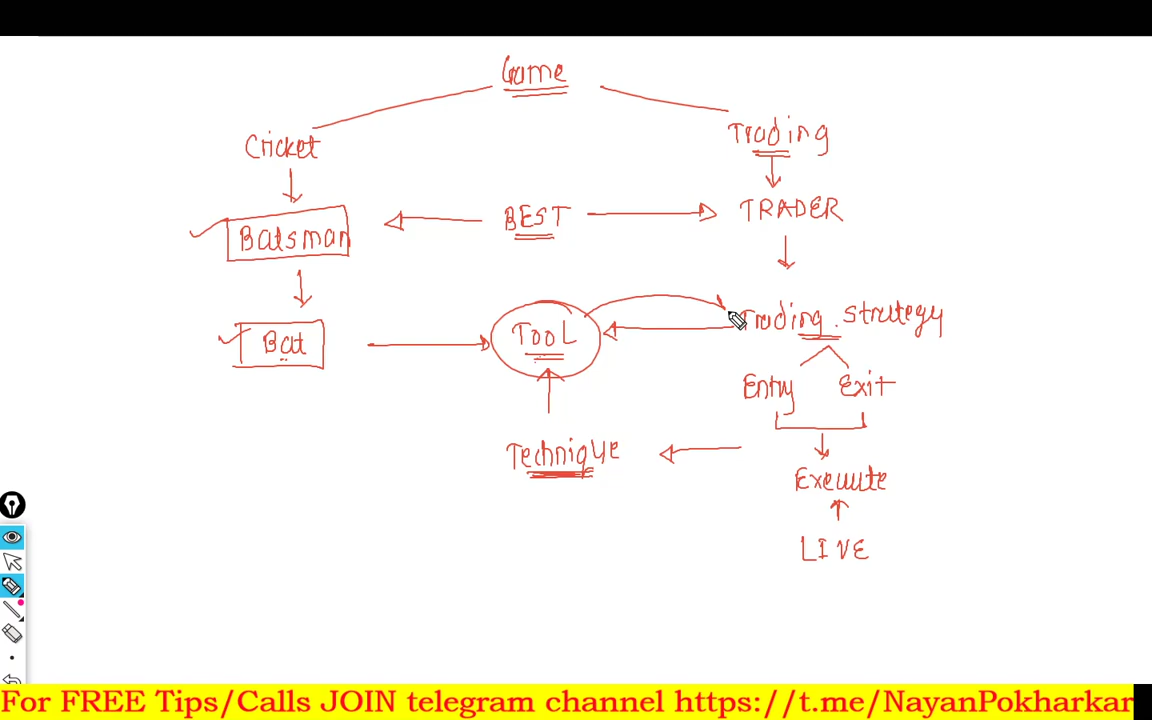 Game
Cricket
Trading
Batsman
BEST
TRADER
Bat
TooL
Trading strategy
Entry Exit
Technique
Execute
LIVE
For FREE Tips/Calls JOIN telegram channel https://t.me/NayanPokharkar